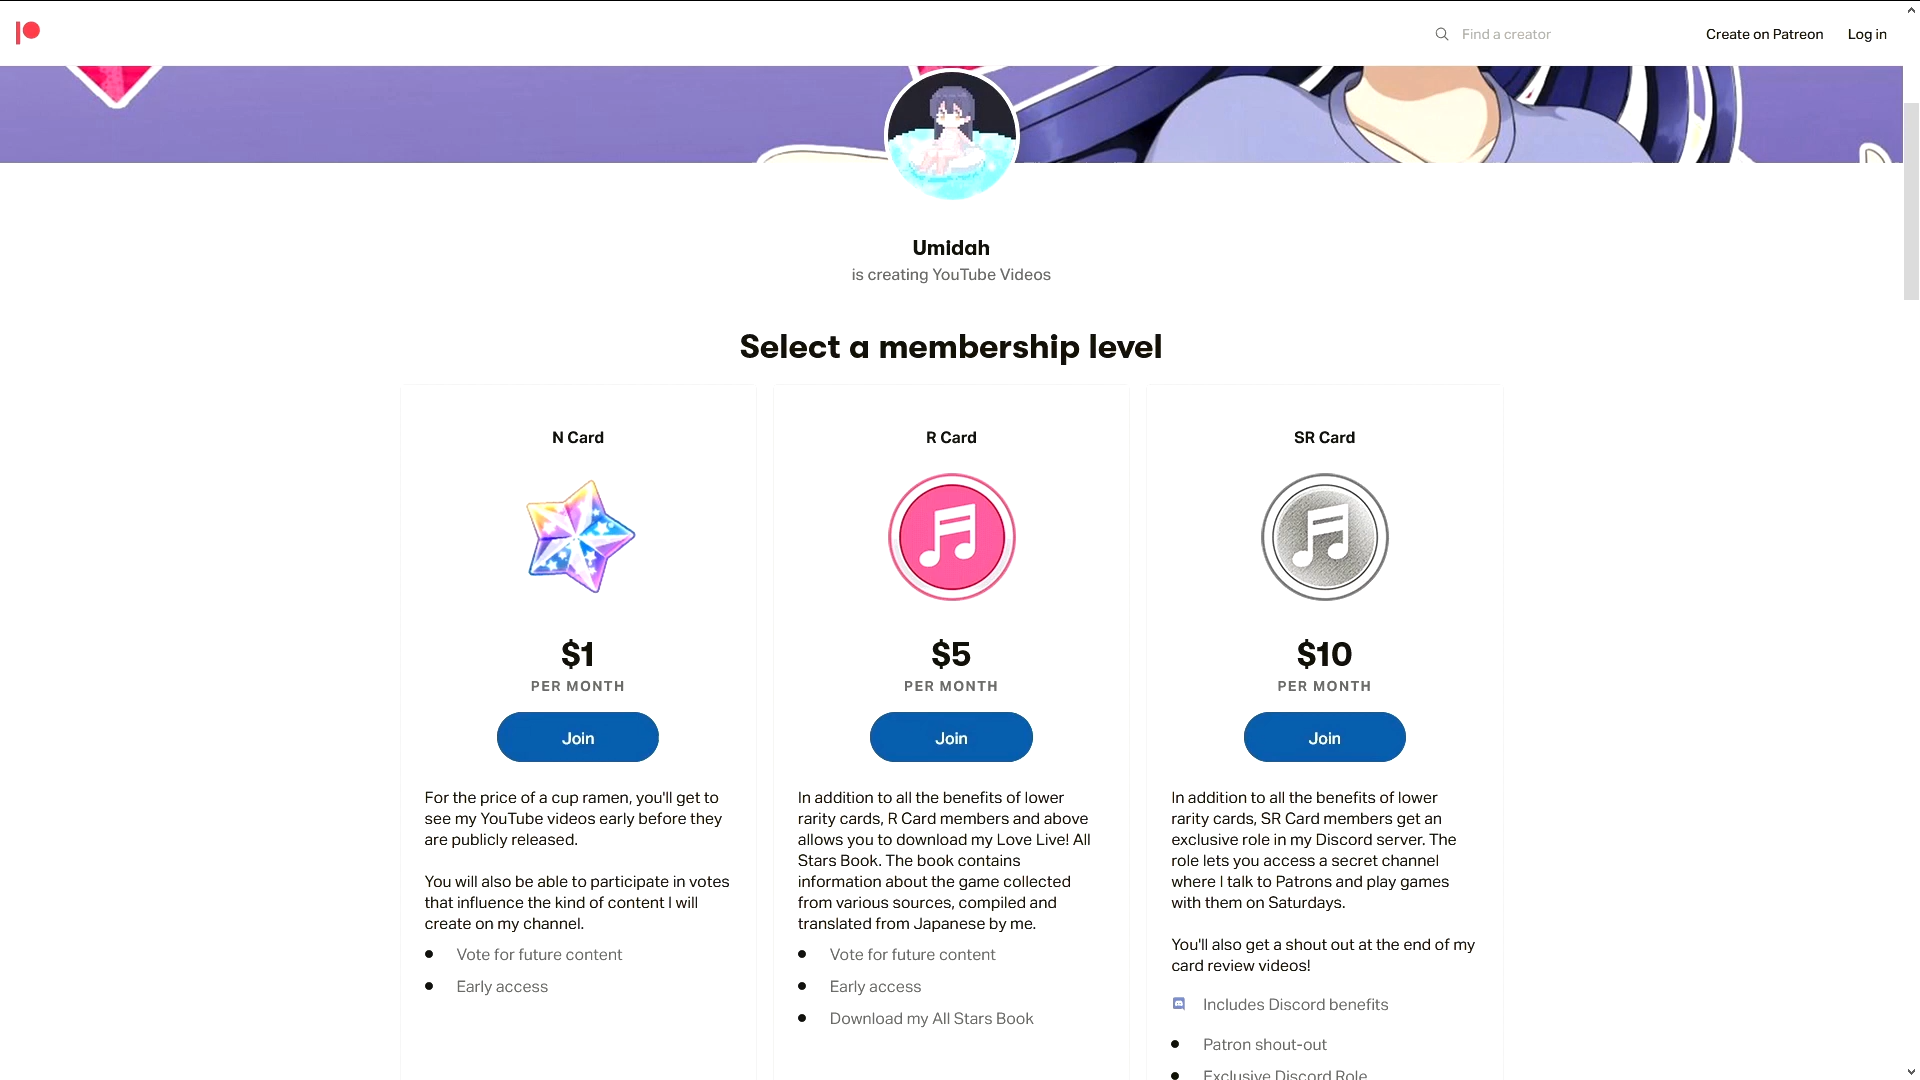 Find a creator
Create on Patreon
Log in
Umidah
is creating YouTube Videos
Select a membership level
N Card
$1
PER MONTH
Join
For the price of a cup ramen, you'll get to
see my YouTube videos early before they
are publicly released.
You will also be able to participate in votes
that influence the kind of content I will
create on my channel.
Vote for future content
Early access
R Card
$5
PER MONTH
Join
In addition to all the benefits of lower
rarity cards, R Card members and above
allows you to download my Love Live! All
Stars Book. The book contains
information about the game collected
from various sources, compiled and
translated from Japanese by me.
Vote for future content
Early access
Download my All Stars Book
SR Card
$10
PER MONTH
Join
In addition to all the benefits of lower
rarity cards, SR Card members get an
exclusive role in my Discord server. The
role lets you access a secret channel
where I talk to Patrons and play games
with them on Saturdays.
You'll also get a shout out at the end of my
card review videos!
Includes Discord benefits
Patron shout-out
Exclusive Discord Role